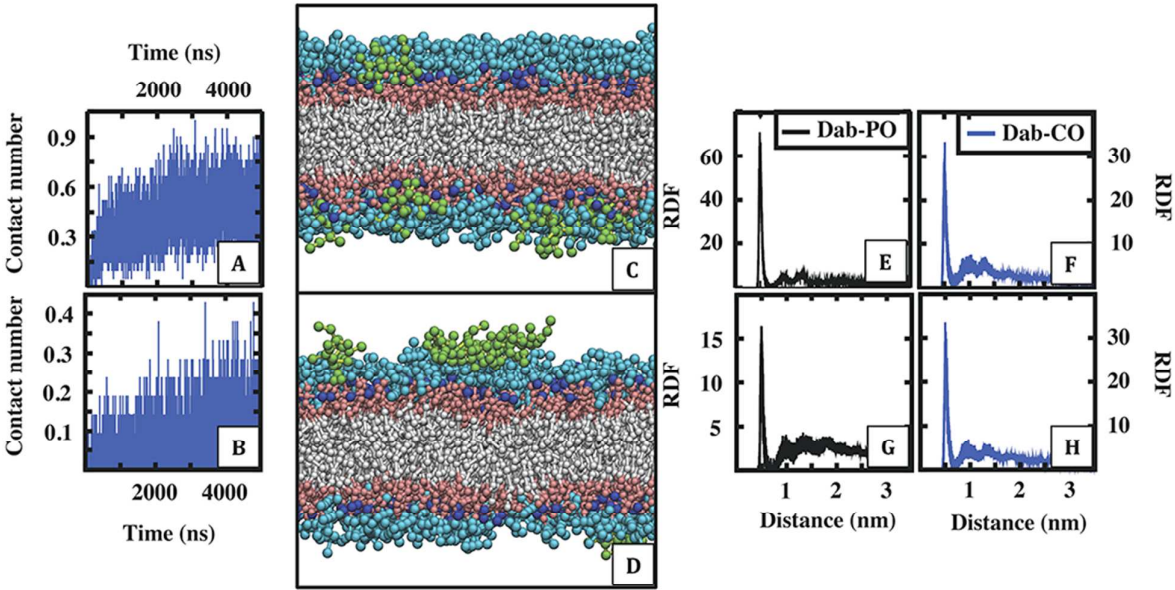 Time (ns)
2000 4000
Contact number
0.9
0.6
0.3
A
Contact number
0.4
0.3
0.2
0.1
B
2000 4000
Time (ns)
C
D
RDF
60
40
20
Dab-PO
E
Dab-CO
F
30
20
10
RDF
RDF
15
10
5
G
1 2 3
Distance (nm)
H
30
20
10
RDF
1 2 3
Distance (nm)